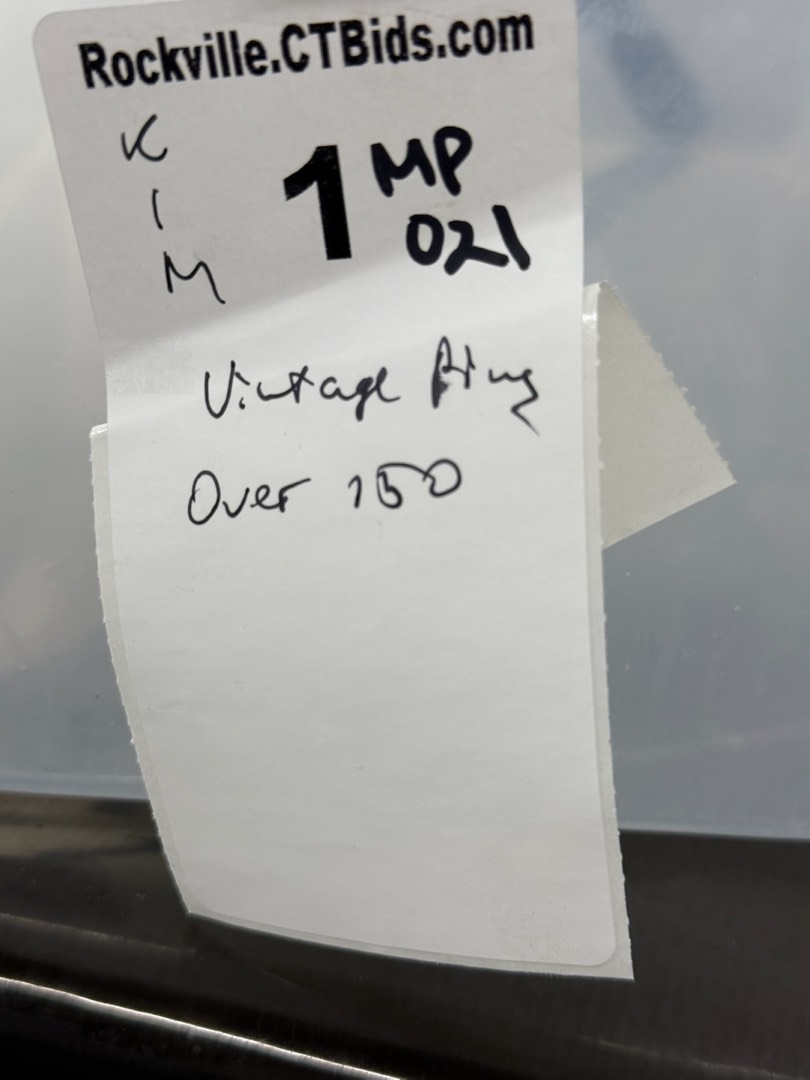 Rockville.CTBids.com
K
I
M
1 MP
021
Vintage
Over 150